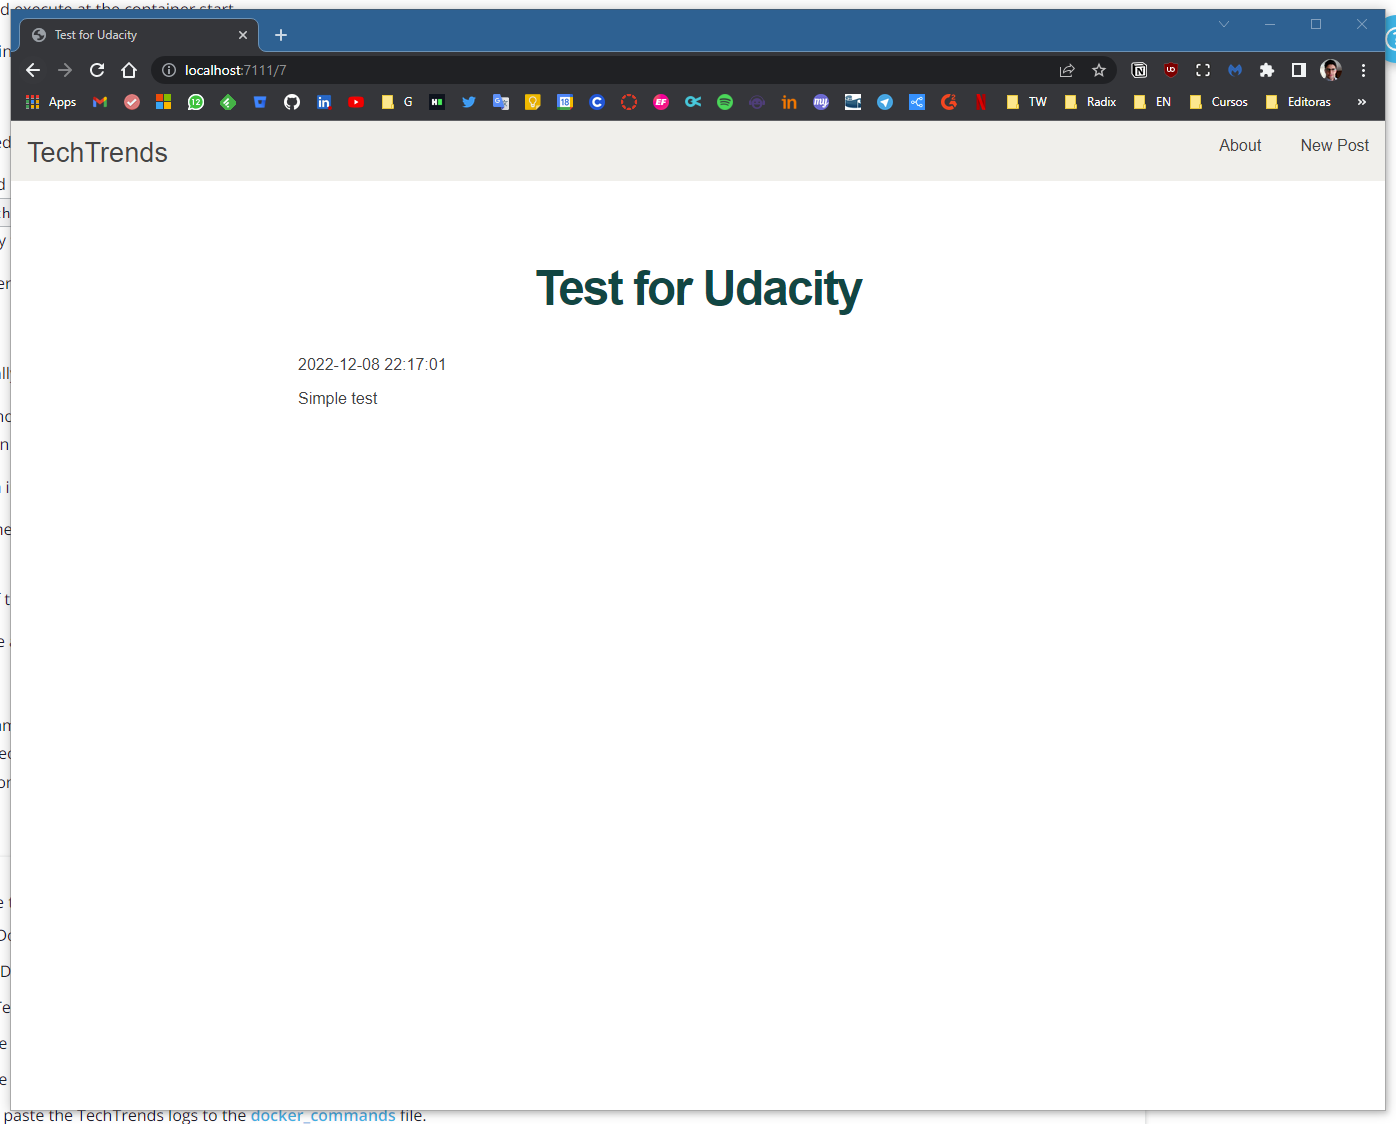 d execute at the container start
Test for Udacity
localhost:7111/7
Apps
G
TW
Radix
EN
Cursos
Editoras
»
TechTrends
About
New Post
Test for Udacity
2022-12-08 22:17:01
Simple test
paste the TechTrends logs to the docker_commands file.